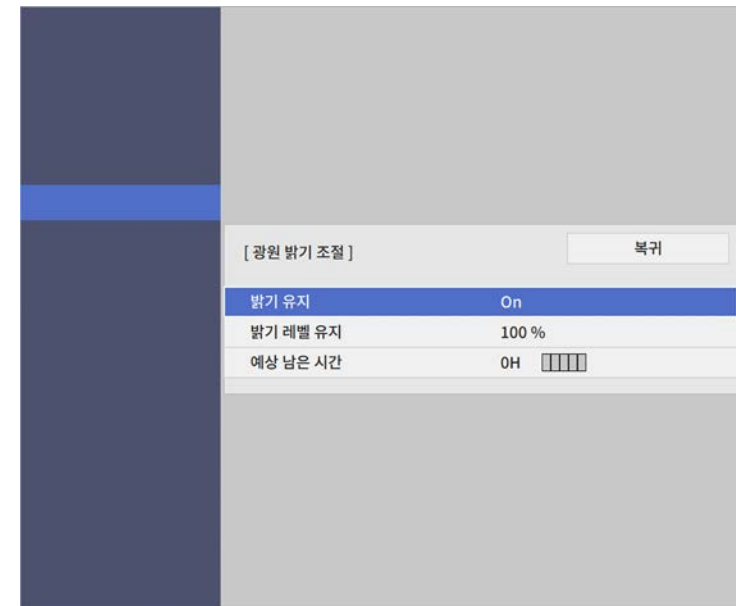 [ 광원 밝기 조절 ] 복귀
밝기 유지 On
밝기 레벨 유지 100 %
예상 남은 시간 0H